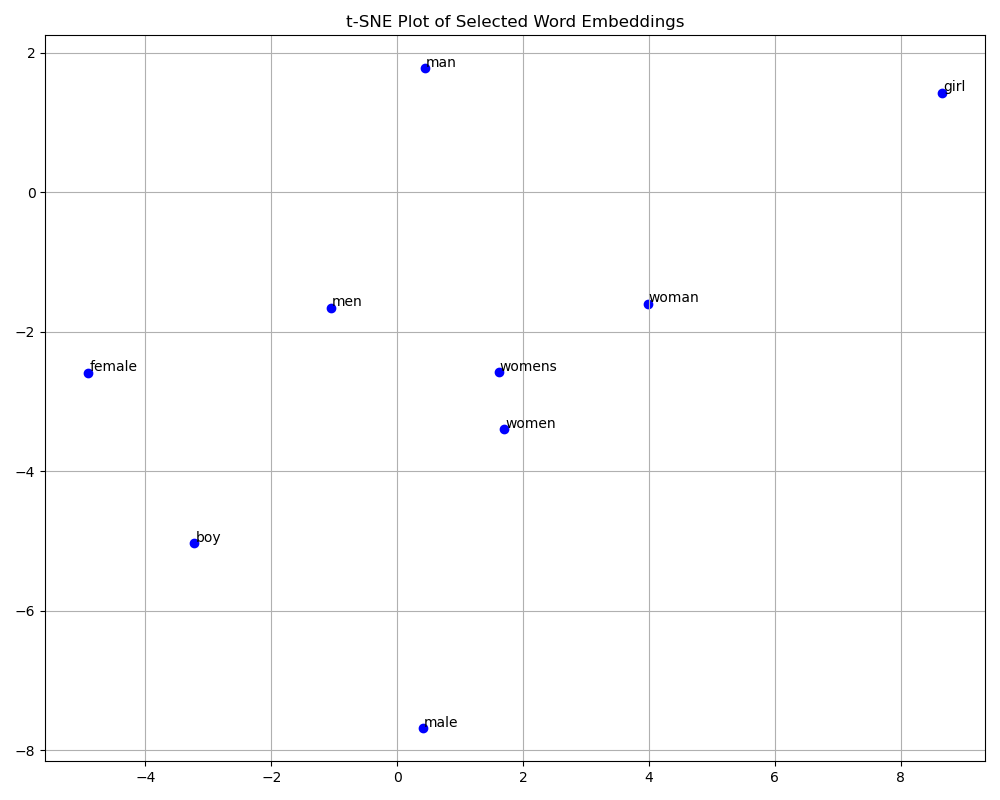 t-SNE Plot of Selected Word Embeddings
2
man
girl
0
men
woman
−2
female
womens
women
−4
boy
−6
male
−8
−4
−2
0
2
4
6
8